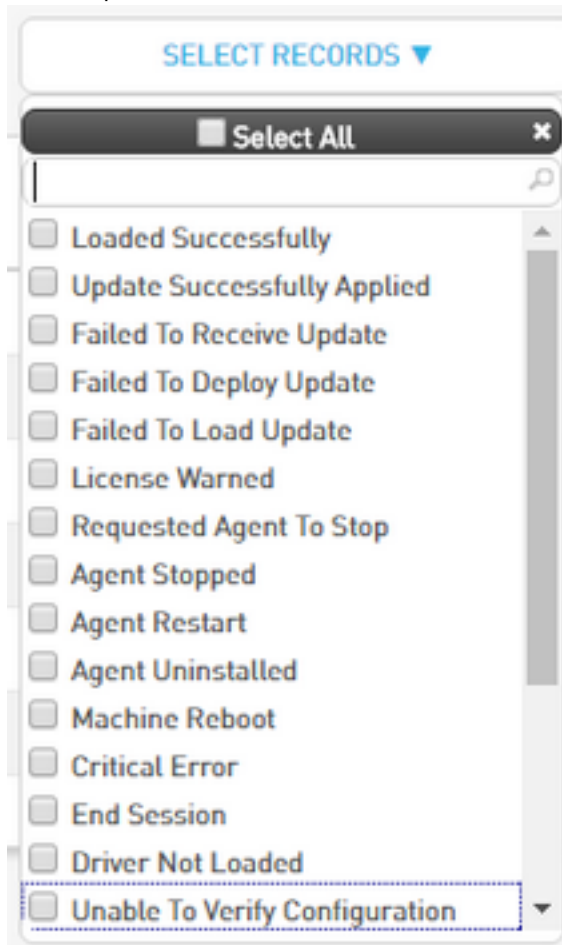 SELECT RECORDS ▼
Select All
Loaded Successfully
Update Successfully Applied
Failed To Receive Update
Failed To Deploy Update
Failed To Load Update
License Warned
Requested Agent To Stop
Agent Stopped
Agent Restart
Agent Uninstalled
Machine Reboot
Critical Error
End Session
Driver Not Loaded
Unable To Verify Configuration